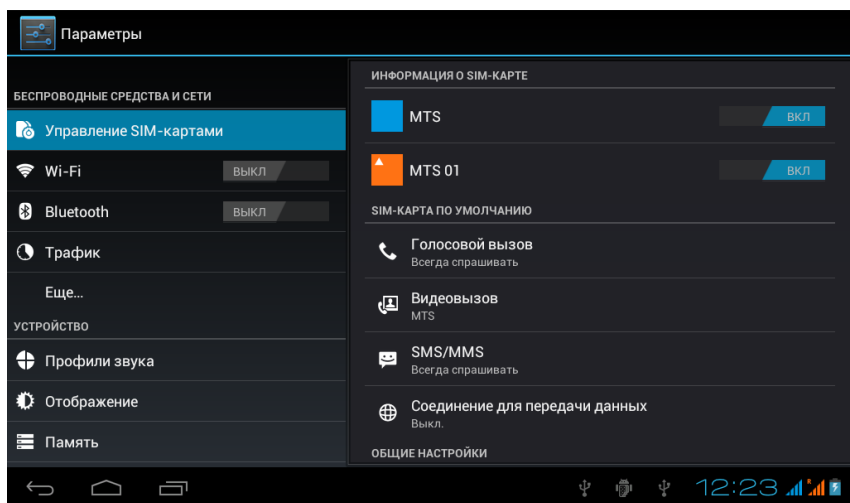 Параметры
БЕСПРОВОДНЫЕ СРЕДСТВА И СЕТИ
Управление SIM-картами
Wi-Fi
ВЫКЛ
Bluetooth
ВЫКЛ
Трафик
Еще...
УСТРОЙСТВО
Профили звука
Отображение
Память
ИНФОРМАЦИЯ О SIM-КАРТЕ
MTS
ВКЛ
MTS 01
ВКЛ
SIM-КАРТА ПО УМОЛЧАНИЮ
Голосовой вызов
Всегда спрашивать
Видеовызов
MTS
SMS/MMS
Всегда спрашивать
Соединение для передачи данных
Выкл.
ОБЩИЕ НАСТРОЙКИ
12:23